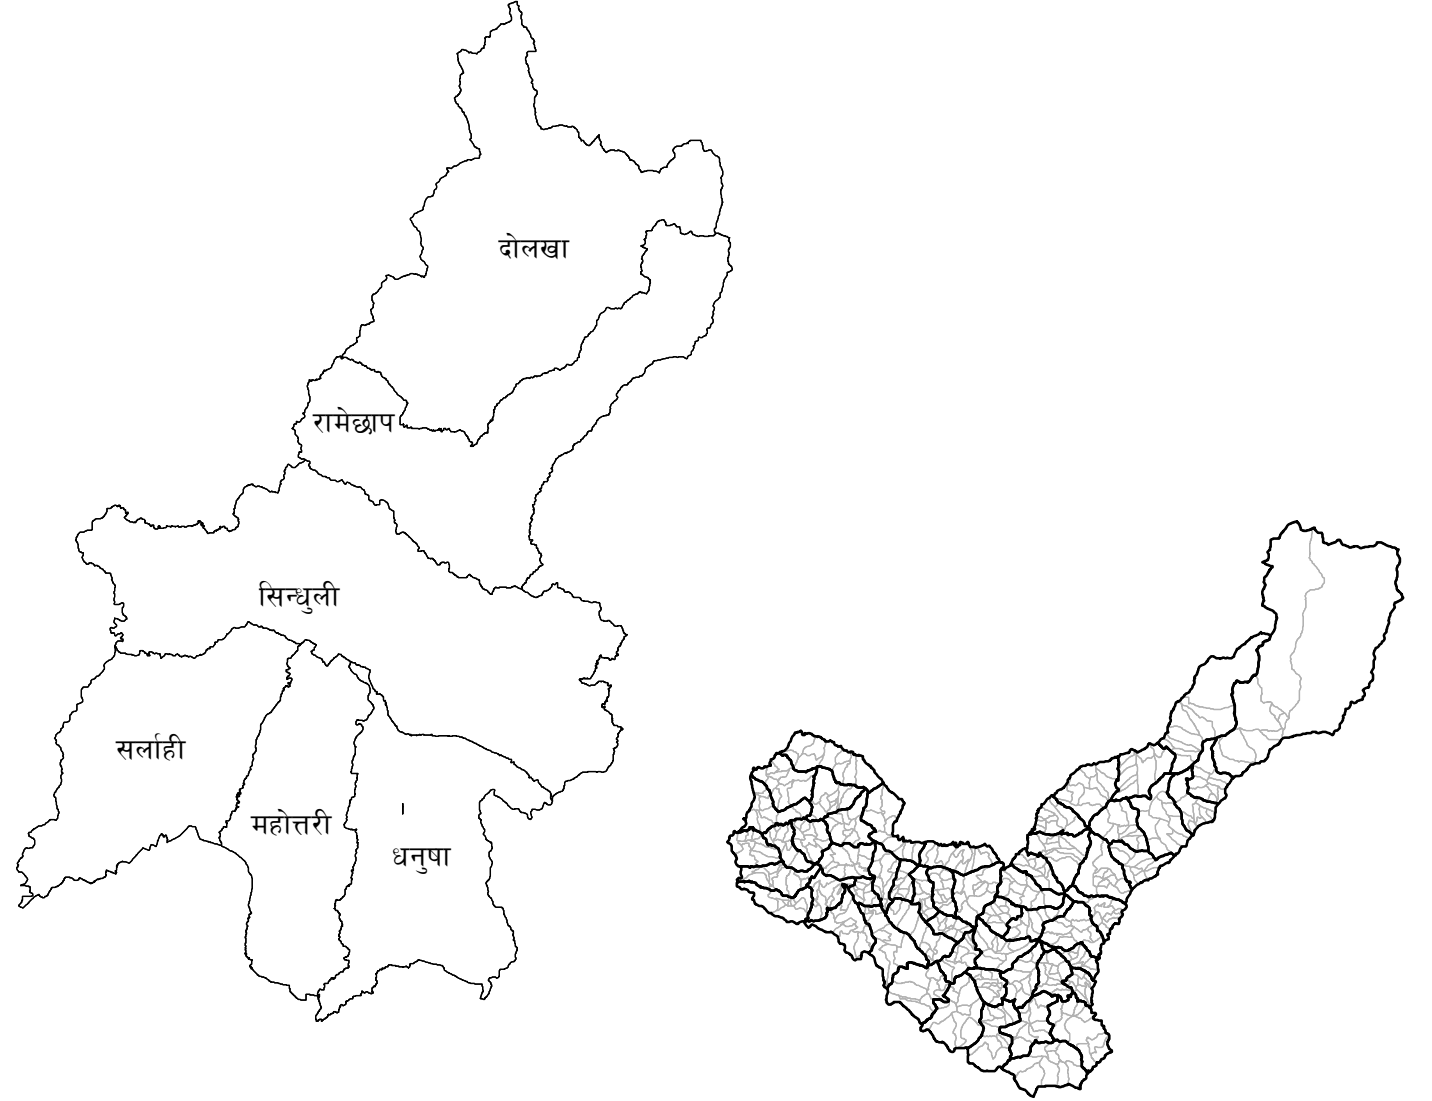 दोलखा
रामेछाप
सिन्धुली
सर्लाही
महोत्तरी
धनुषा